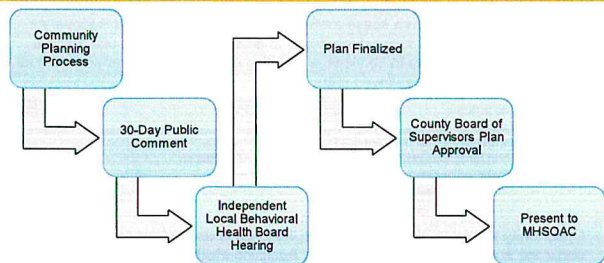 Community
Planning
Process
30-Day Public
Comment
Independent
Local Behavioral
Health Board
Hearing
Plan Finalized
County Board of
Supervisors Plan
Approval
Present to
MHSOAC